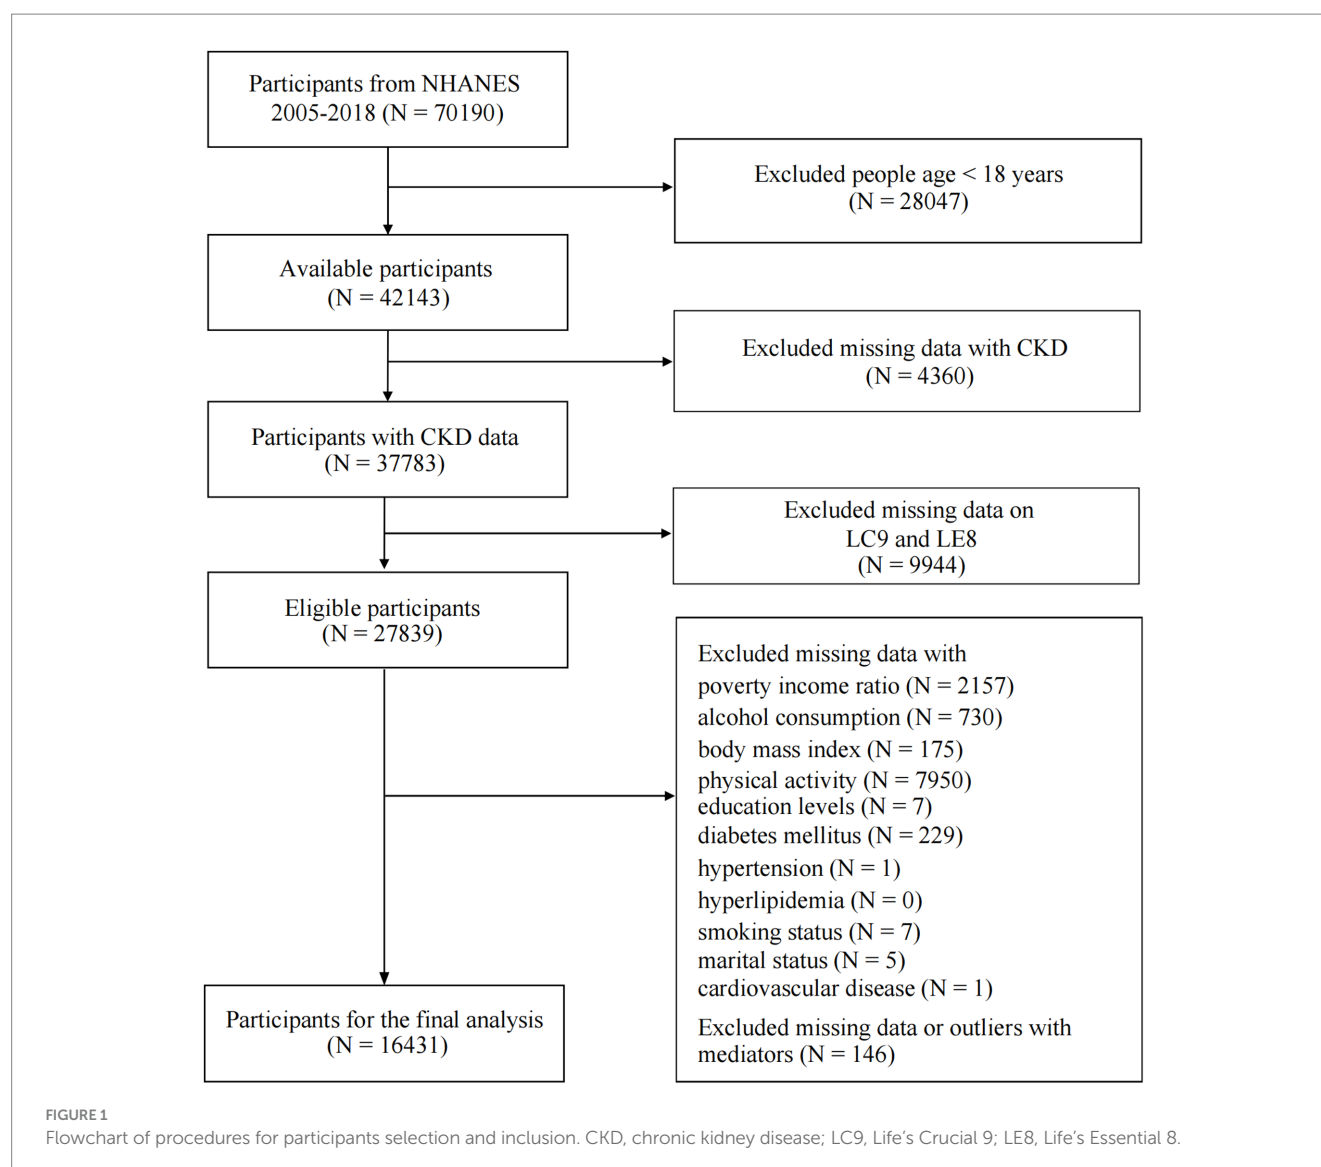 Participants from NHANES
2005-2018 (N = 70190)
Excluded people age < 18 years
(N = 28047)
Available participants
(N = 42143)
Excluded missing data with CKD
(N = 4360)
Participants with CKD data
(N = 37783)
Excluded missing data on
LC9 and LE8
(N = 9944)
Eligible participants
(N = 27839)
Excluded missing data with
poverty income ratio (N = 2157)
alcohol consumption (N = 730)
body mass index (N = 175)
physical activity (N = 7950)
education levels (N = 7)
diabetes mellitus (N = 229)
hypertension (N = 1)
hyperlipidemia (N = 0)
smoking status (N = 7)
marital status (N = 5)
cardiovascular disease (N = 1)
Excluded missing data or outliers with
mediators (N = 146)
Participants for the final analysis
(N = 16431)
FIGURE 1
Flowchart of procedures for participants selection and inclusion. CKD, chronic kidney disease; LC9, Life's Crucial 9; LE8, Life's Essential 8.